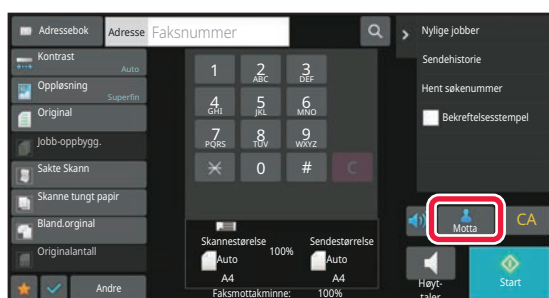 Adressebok
Adresse
Faksnummer
Nylige jobber
Kontrast
Auto
Sendehistorie
Oppløsning
Superfin
Hent søkenummer
Original
Bekreftelsesstempel
Jobb-oppbygg.
Sakte Skann
Skanne tungt papir
Bland.orginal
Originalantall
Andre
1
2
ABC
3
DEF
4
GHI
5
JKL
6
MNO
7
PQRS
8
TUV
9
WXYZ
0
#
C
Skannestørelse
100%
Sendestørrelse
Auto
Auto
A4
A4
Faksmottakminne:
100%
Motta
CA
Høyt-
taler
Start